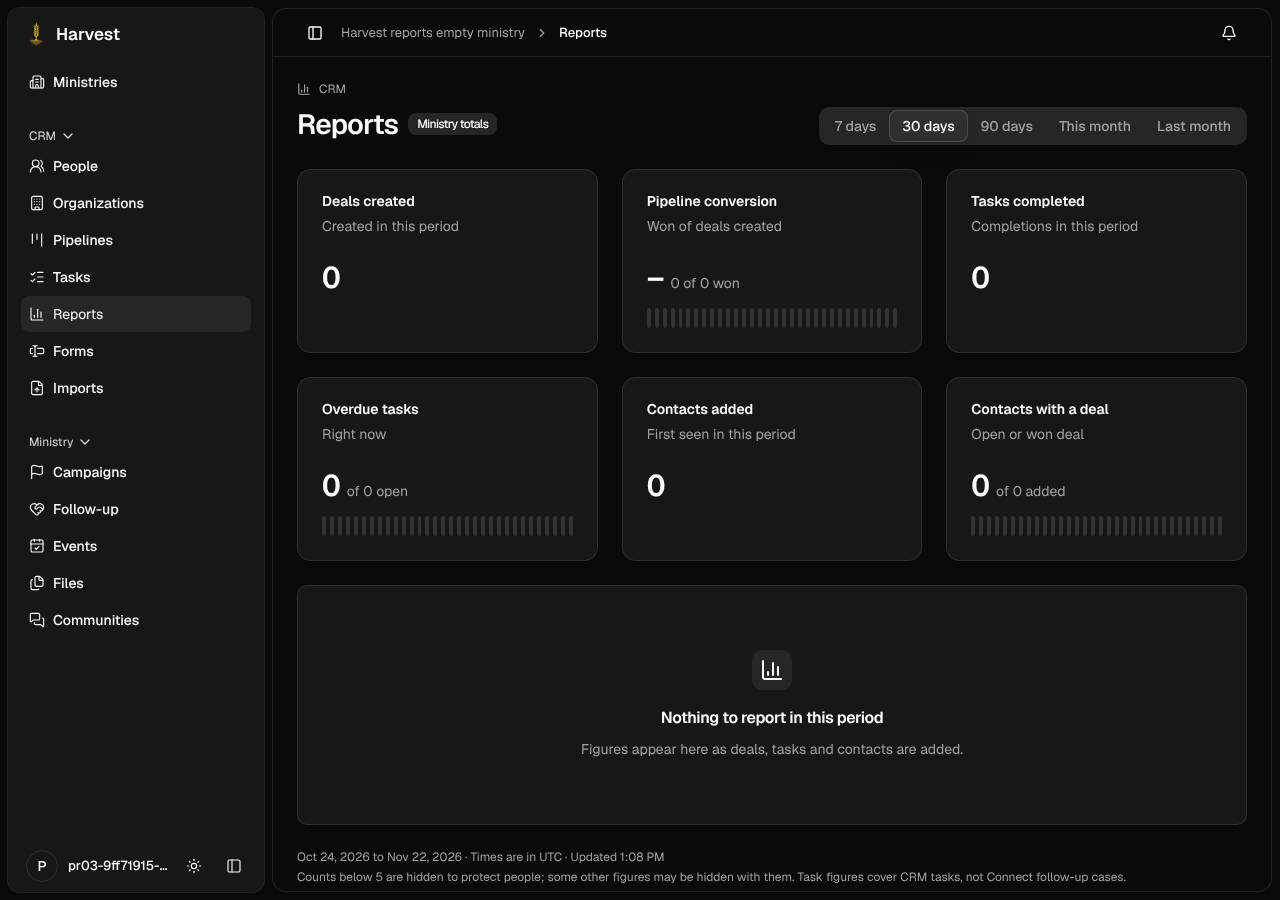 Harvest
Ministries
CRM
People
Organizations
Pipelines
Tasks
Reports
Forms
Imports
Ministry
Campaigns
Follow-up
Events
Files
Communities
P pr03-9ff71915-...
Harvest reports empty ministry > Reports
CRM
Reports Ministry totals
7 days 30 days 90 days This month Last month
Deals created
Created in this period
0
Pipeline conversion
Won of deals created
– 0 of 0 won
Tasks completed
Completions in this period
0
Overdue tasks
Right now
0 of 0 open
Contacts added
First seen in this period
0
Contacts with a deal
Open or won deal
0 of 0 added
Nothing to report in this period
Figures appear here as deals, tasks and contacts are added.
Oct 24, 2026 to Nov 22, 2026 · Times are in UTC · Updated 1:08 PM
Counts below 5 are hidden to protect people; some other figures may be hidden with them. Task figures cover CRM tasks, not Connect follow-up cases.